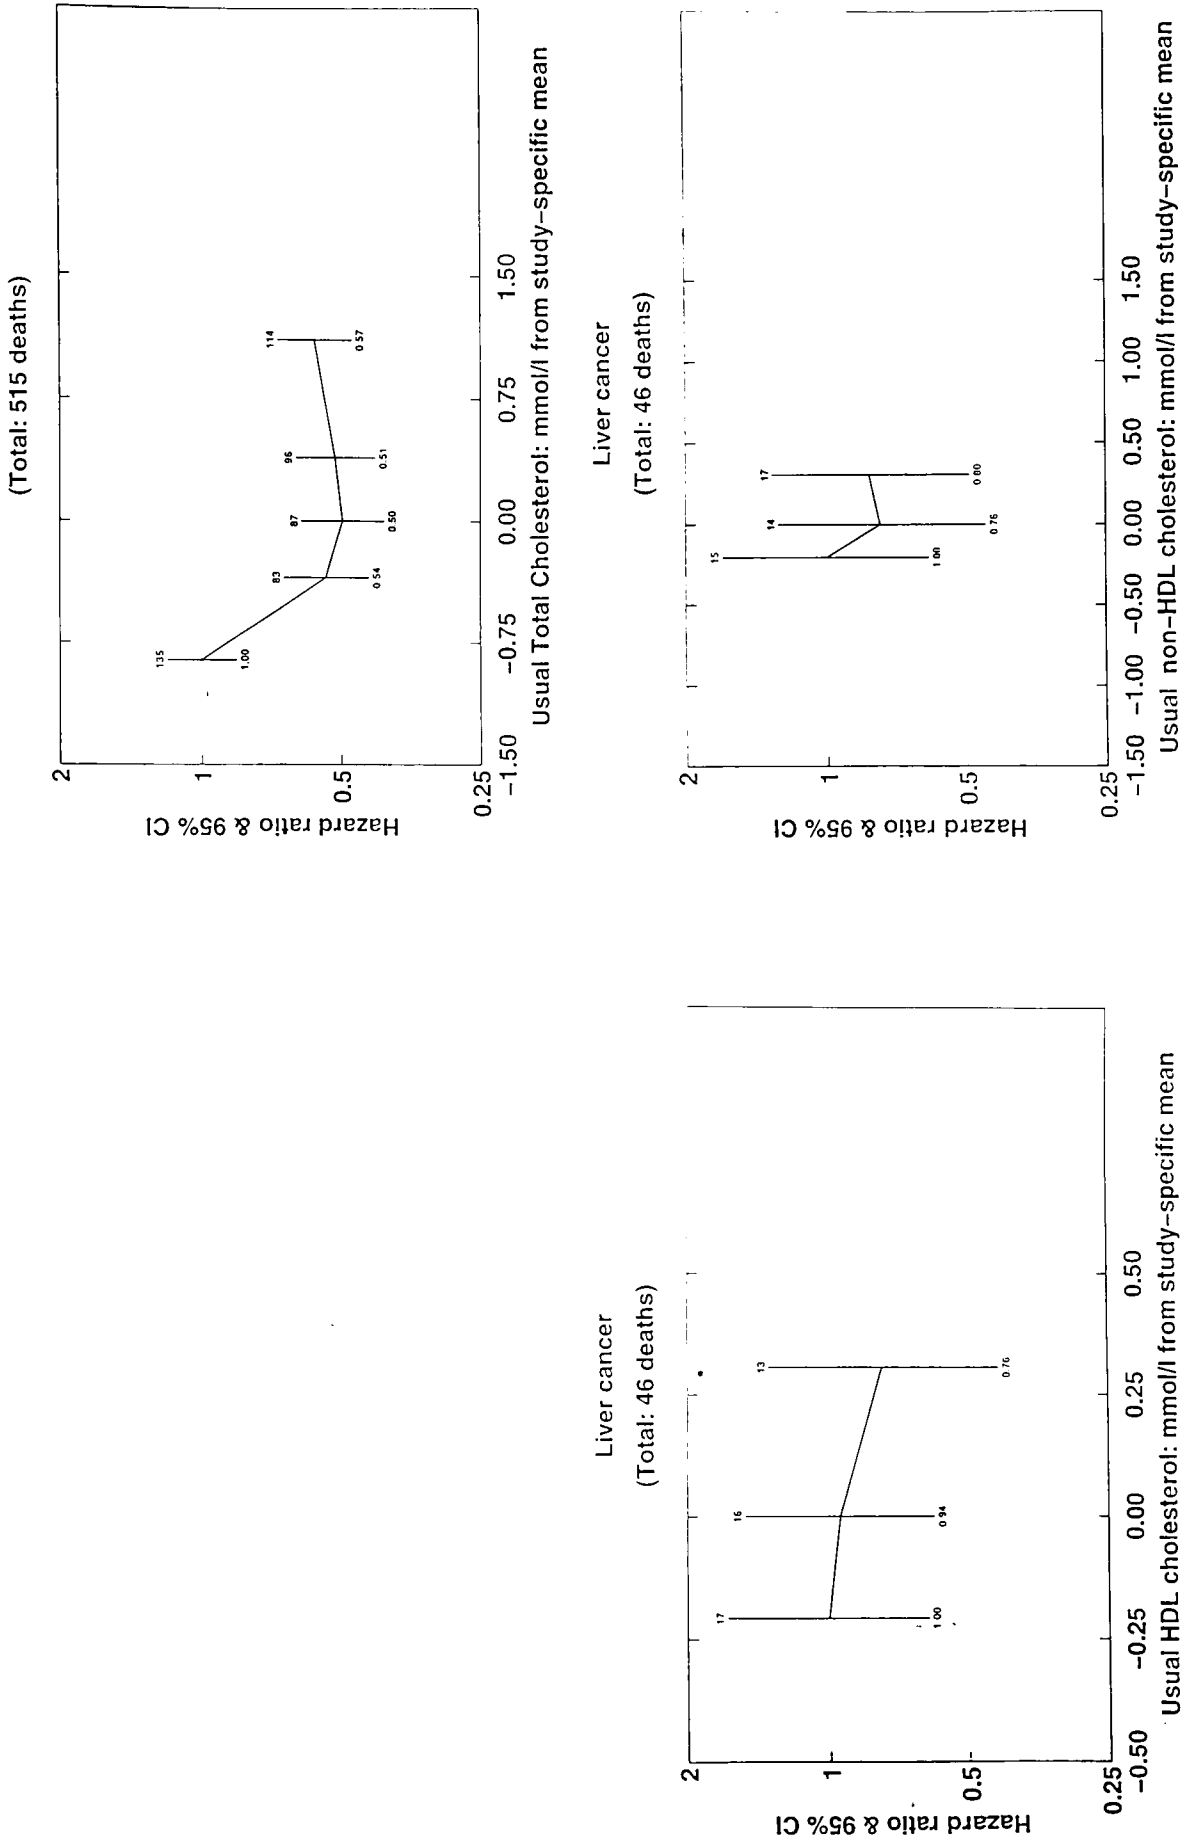 (Total: 515 deaths)
Hazard ratio & 95% CI
2
1
0.5
0.25
135
83
87
96
114
1.00
0.54
0.50
0.51
0.57
−1.50 −0.75 0.00 0.75 1.50
Usual Total Cholesterol: mmol/l from study−specific mean
Liver cancer
(Total: 46 deaths)
Hazard ratio & 95% CI
2
1
0.5
0.25
17
16
13
1.00
0.94
0.76
−0.50 −0.25 0.00 0.25 0.50
Usual HDL cholesterol: mmol/l from study−specific mean
Liver cancer
(Total: 46 deaths)
Hazard ratio & 95% CI
2
1
0.5
0.25
15
14
17
1.00
0.76
0.80
−1.50 −1.00 −0.50 0.00 0.50 1.00 1.50
Usual non−HDL cholesterol: mmol/l from study−specific mean